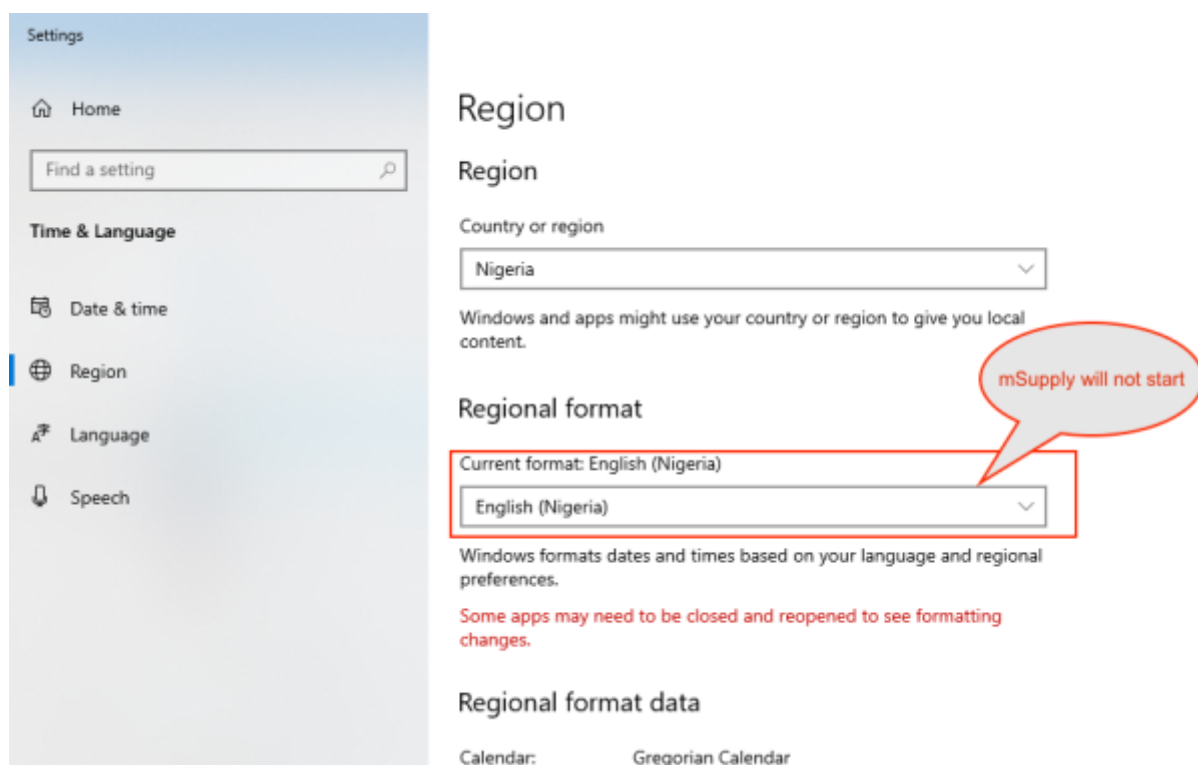 Settings
Home
Find a setting
Time & Language
Date & time
Region
Language
Speech
Region
Region
Country or region
Nigeria
Windows and apps might use your country or region to give you local
content.
mSupply will not start
Regional format
Current format: English (Nigeria)
English (Nigeria)
Windows formats dates and times based on your language and regional
preferences.
Some apps may need to be closed and reopened to see formatting
changes.
Regional format data
Calendar: Gregorian Calendar